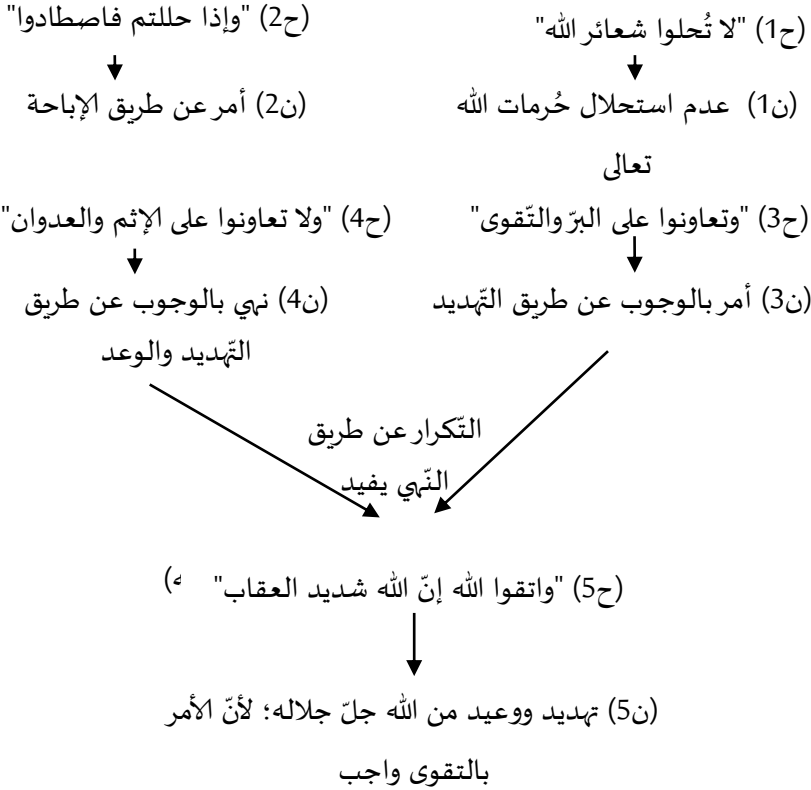 (ح1) "لا تُحلوا شعائر الله"
(ح2) "وإذا حللتم فاصطادوا"
(ن1) عدم استحلال حُرمات الله
تعالى
(ن2) أمر عن طريق الإباحة
(ح3) "وتعاونوا على البرّ والتّقوى"
(ح4) "ولا تعاونوا على الإثم والعدوان"
(ن3) أمر بالوجوب عن طريق التّهديد
(ن4) نهي بالوجوب عن طريق
التّهديد والوعد
التّكرار عن طريق
النّهي يفيد
(ح5) "واتقوا الله إنّ الله شديد العقاب"
(ن5) تهديد ووعيد من الله جلّ جلاله؛ لأنّ الأمر
بالتقوى واجب